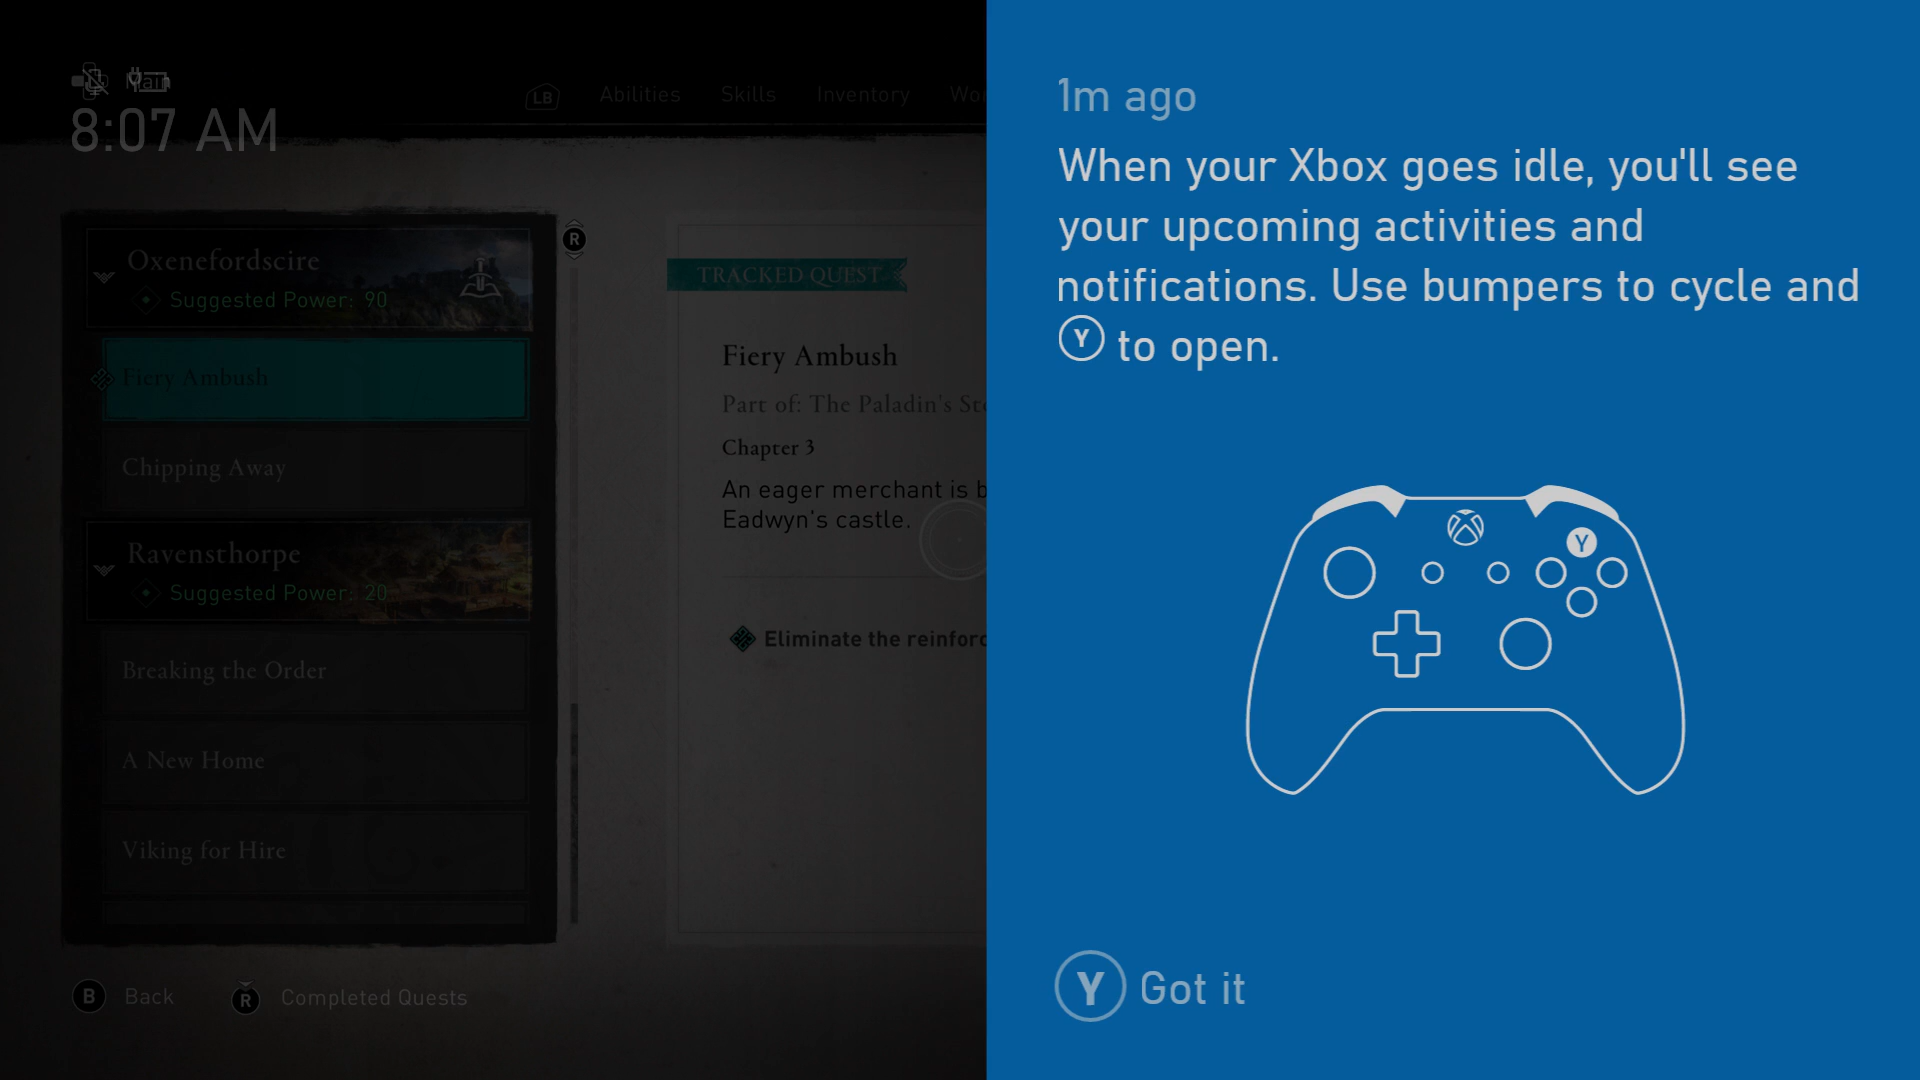 Main
8:07 AM
LB Abilities Skills Inventory
Oxenefordscire
Suggested Power: 90
Fiery Ambush
Chipping Away
Ravensthorpe
Suggested Power: 20
Breaking the Order
A New Home
Viking for Hire
B Back R Completed Quests
R
TRACKED QUEST
Fiery Ambush
Part of: The Paladin's
Chapter 3
An eager merchant is
Eadwyn's castle.
Eliminate the
1m ago
When your Xbox goes idle, you'll see
your upcoming activities and
notifications. Use bumpers to cycle and
Y to open.
Y
Y Got it